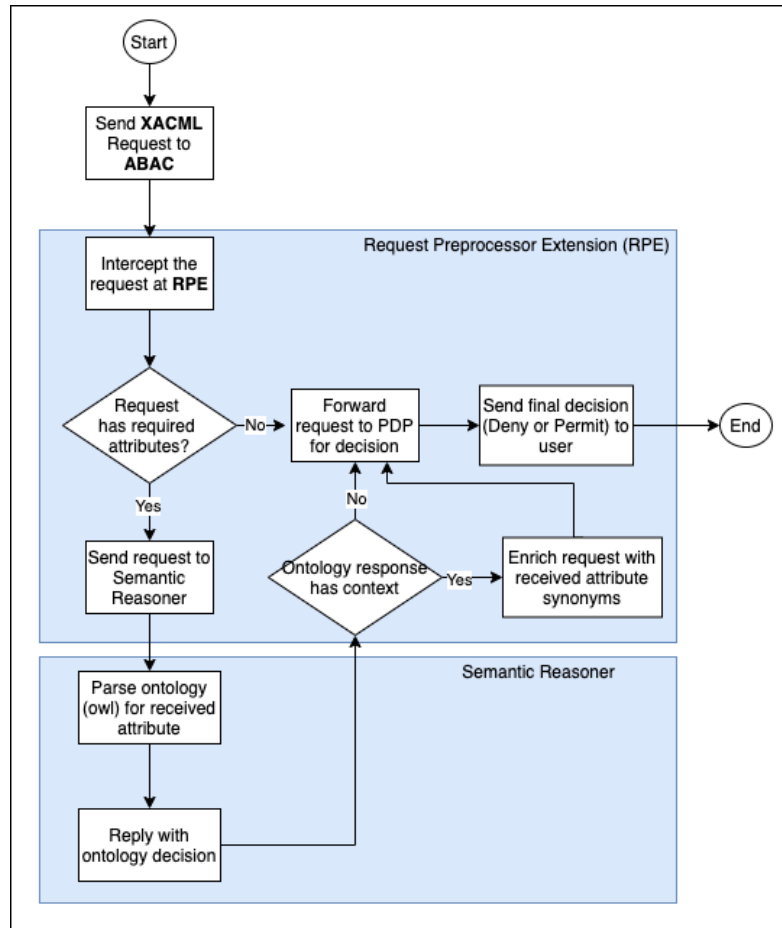 Start
Send XACML
Request to
ABAC
Request Preprocessor Extension (RPE)
Intercept the
request at RPE
Request
has required
attributes?
No
Forward
request to PDP
for decision
Send final decision
(Deny or Permit) to
user
End
Yes
No
Send request to
Semantic
Reasoner
Ontology response
has context
Yes
Enrich request with
received attribute
synonyms
Semantic Reasoner
Parse ontology
(owl) for received
attribute
Reply with
ontology decision